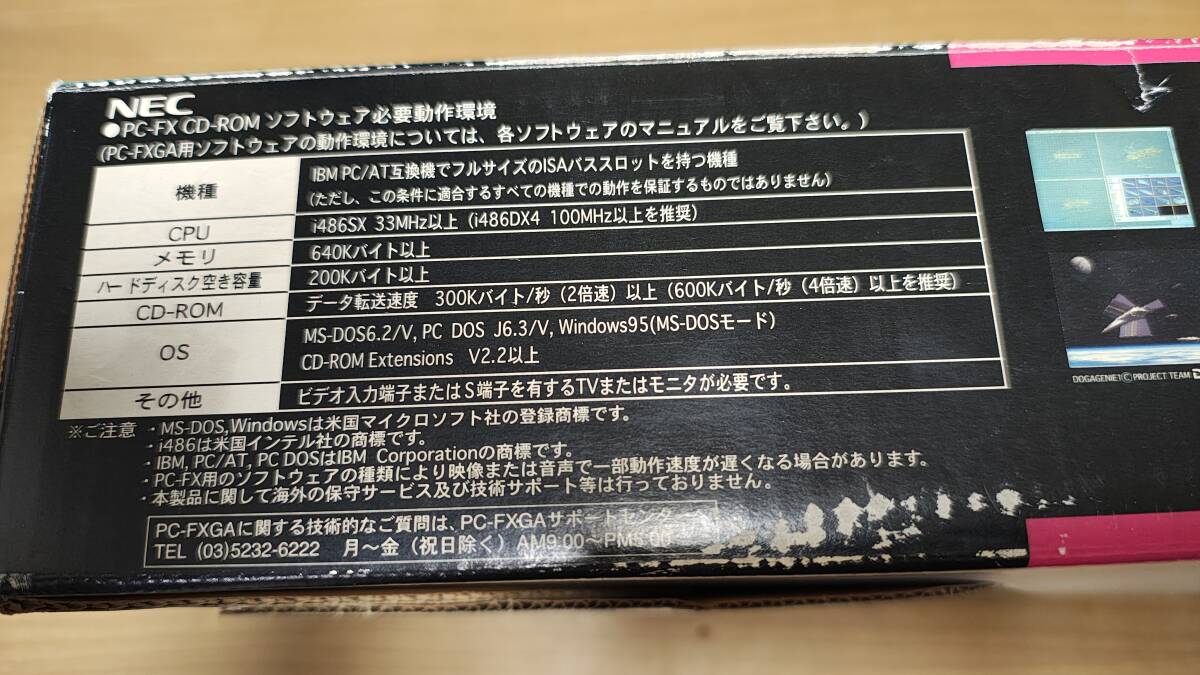 NEC
●PC-FX CD-ROM ソフトウェア必要動作環境
(PC-FXGA用ソフトウェアの動作環境については、各ソフトウェアのマニュアルをご覧下さい。)
機種 IBM PC/AT互換機でフルサイズのISAバススロットを持つ機種
(ただし、この条件に適合するすべての機種での動作を保証するものではありません)
CPU i486SX 33MHz以上 (i486DX4 100MHz以上を推奨)
メモリ 640Kバイト以上
ハードディスク空き容量 200Kバイト以上
CD-ROM データ転送速度 300Kバイト/秒 (2倍速) 以上 (600Kバイト/秒 (4倍速) 以上を推奨)
OS MS-DOS6.2/V, PC DOS J6.3/V, Windows95(MS-DOSモード)
CD-ROM Extensions V2.2以上
その他 ビデオ入力端子またはS端子を有するTVまたはモニタが必要です。
※ご注意 ・MS-DOS,Windowsは米国マイクロソフト社の登録商標です。
・i486は米国インテル社の商標です。
・IBM, PC/AT, PC DOSはIBM Corporationの商標です。
・PC-FX用のソフトウェアの種類により映像または音声で一部動作速度が遅くなる場合があります。
・本製品に関して海外の保守サービス及び技術サポート等は行っておりません。
PC-FXGAに関する技術的なご質問は、PC-FXGAサポートセンター
TEL (03)5232-6222 月～金 (祝日除く) AM9:00～PM5:00
DOGAGENIE1ⒸPROJECT TEAM D